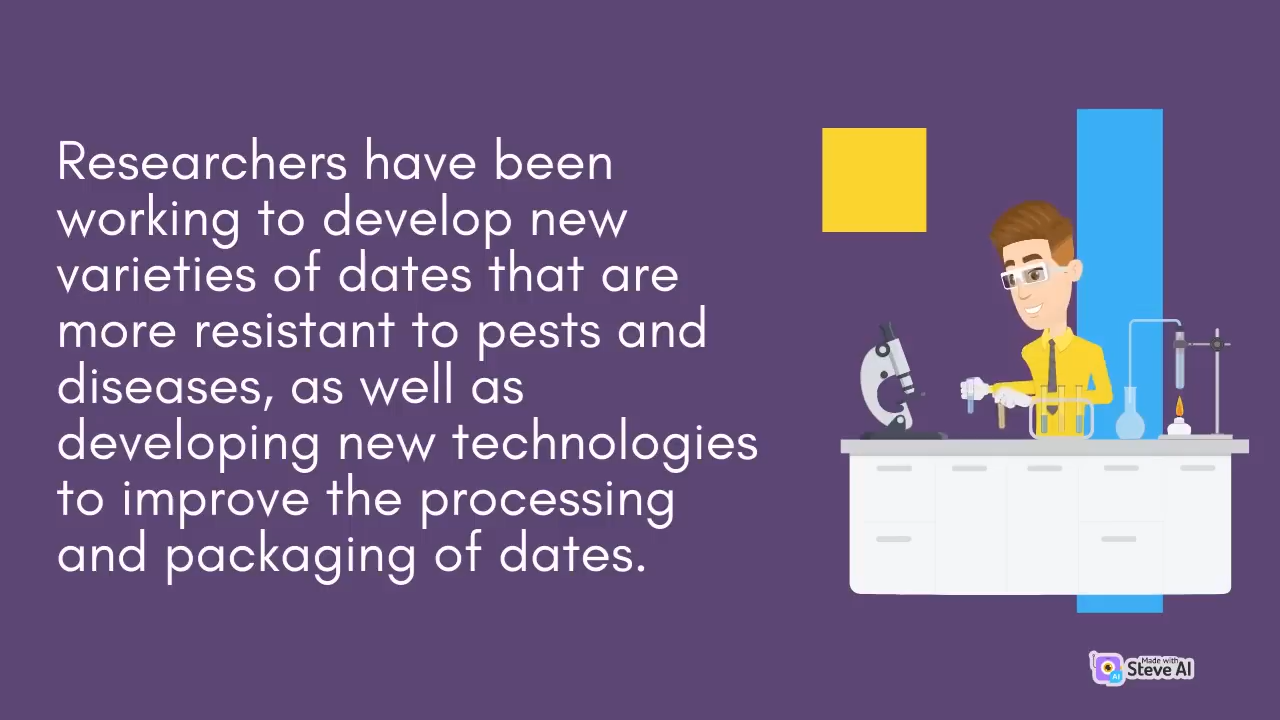 Researchers have been
working to develop new
varieties of dates that are
more resistant to pests and
diseases, as well as
developing new technologies
to improve the processing
and packaging of dates.
Made with
Steve AI
AI